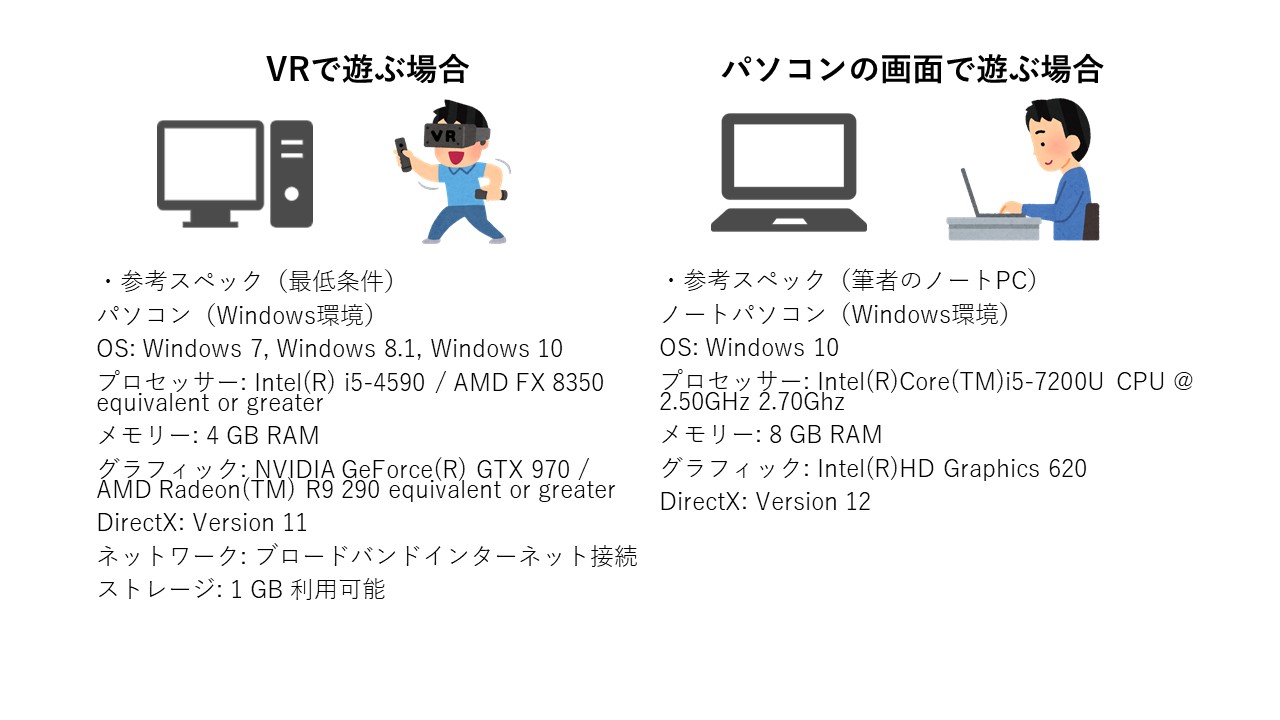 VRで遊ぶ場合
VR
・参考スペック（最低条件）
パソコン（Windows環境）
OS: Windows 7, Windows 8.1, Windows 10
プロセッサー: Intel(R) i5-4590 / AMD FX 8350
equivalent or greater
メモリー: 4 GB RAM
グラフィック: NVIDIA GeForce(R) GTX 970 /
AMD Radeon(TM) R9 290 equivalent or greater
DirectX: Version 11
ネットワーク: ブロードバンドインターネット接続
ストレージ: 1 GB 利用可能
パソコンの画面で遊ぶ場合
・参考スペック（筆者のノートPC）
ノートパソコン（Windows環境）
OS: Windows 10
プロセッサー: Intel(R)Core(TM)i5-7200U CPU @
2.50GHz 2.70Ghz
メモリー: 8 GB RAM
グラフィック: Intel(R)HD Graphics 620
DirectX: Version 12